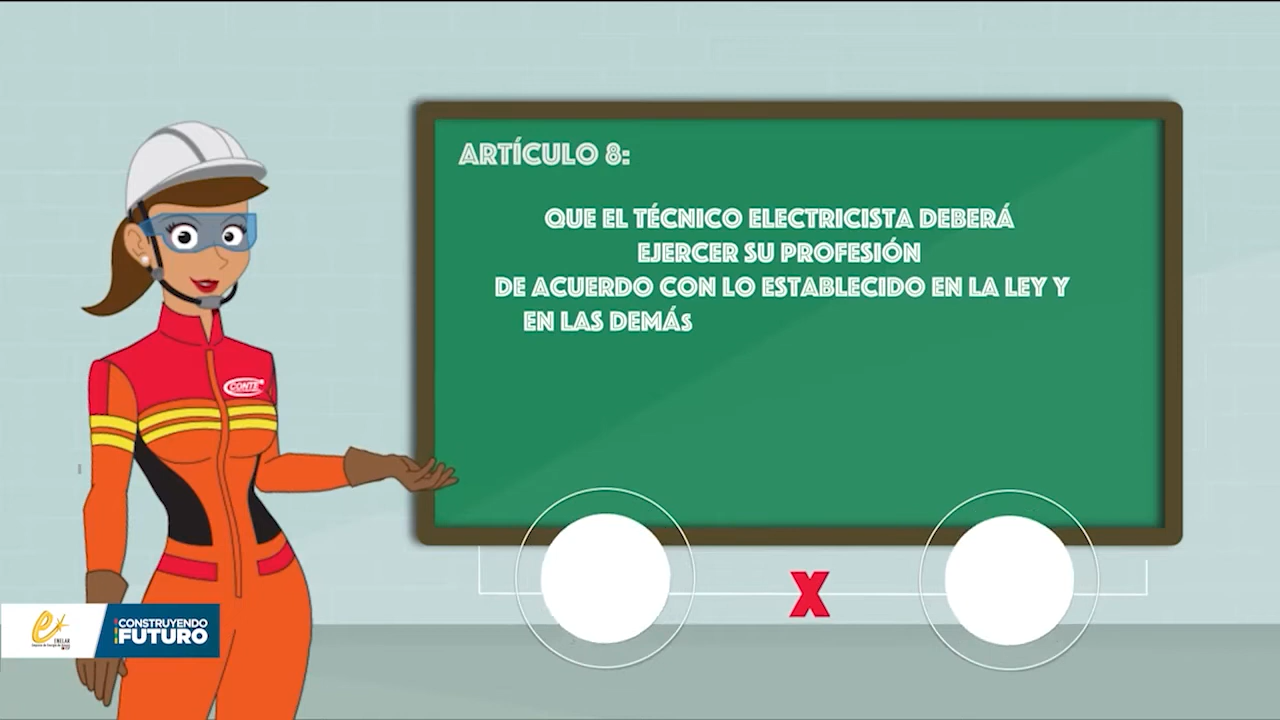 ARTÍCULO 8:
QUE EL TÉCNICO ELECTRICISTA DEBERÁ
EJERCER SU PROFESIÓN
DE ACUERDO CON LO ESTABLECIDO EN LA LEY Y
EN LAS DEMÁs
CONTE
X
e
ENELAR
CONSTRUYENDO
FUTURO